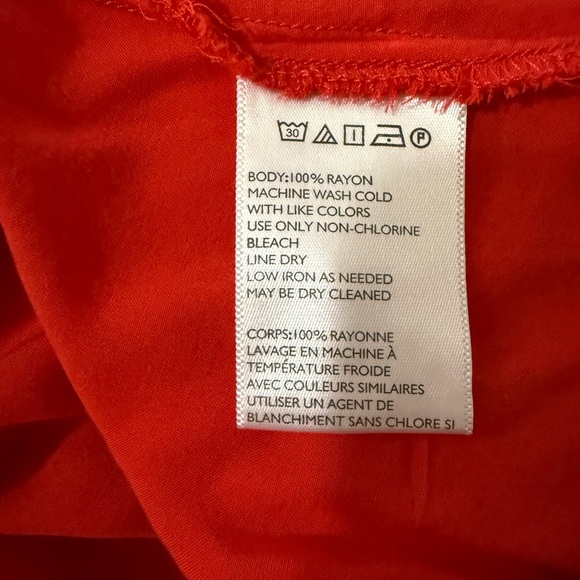 30 P
BODY:100% RAYON
MACHINE WASH COLD
WITH LIKE COLORS
USE ONLY NON-CHLORINE
BLEACH
LINE DRY
LOW IRON AS NEEDED
MAY BE DRY CLEANED
CORPS:100% RAYONNE
LAVAGE EN MACHINE À
TEMPÉRATURE FROIDE
AVEC COULEURS SIMILAIRES
UTILISER UN AGENT DE
BLANCHIMENT SANS CHLORE SI